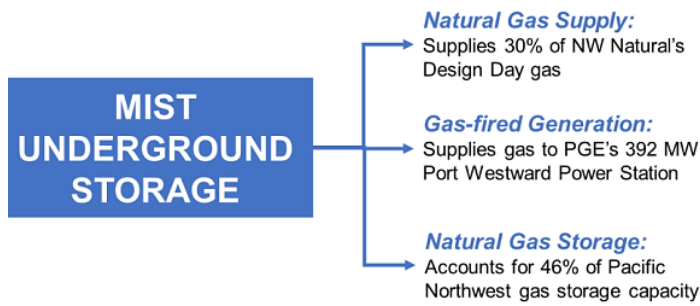 MIST
UNDERGROUND
STORAGE
Natural Gas Supply:
Supplies 30% of NW Natural's
Design Day gas
Gas-fired Generation:
Supplies gas to PGE's 392 MW
Port Westward Power Station
Natural Gas Storage:
Accounts for 46% of Pacific
Northwest gas storage capacity